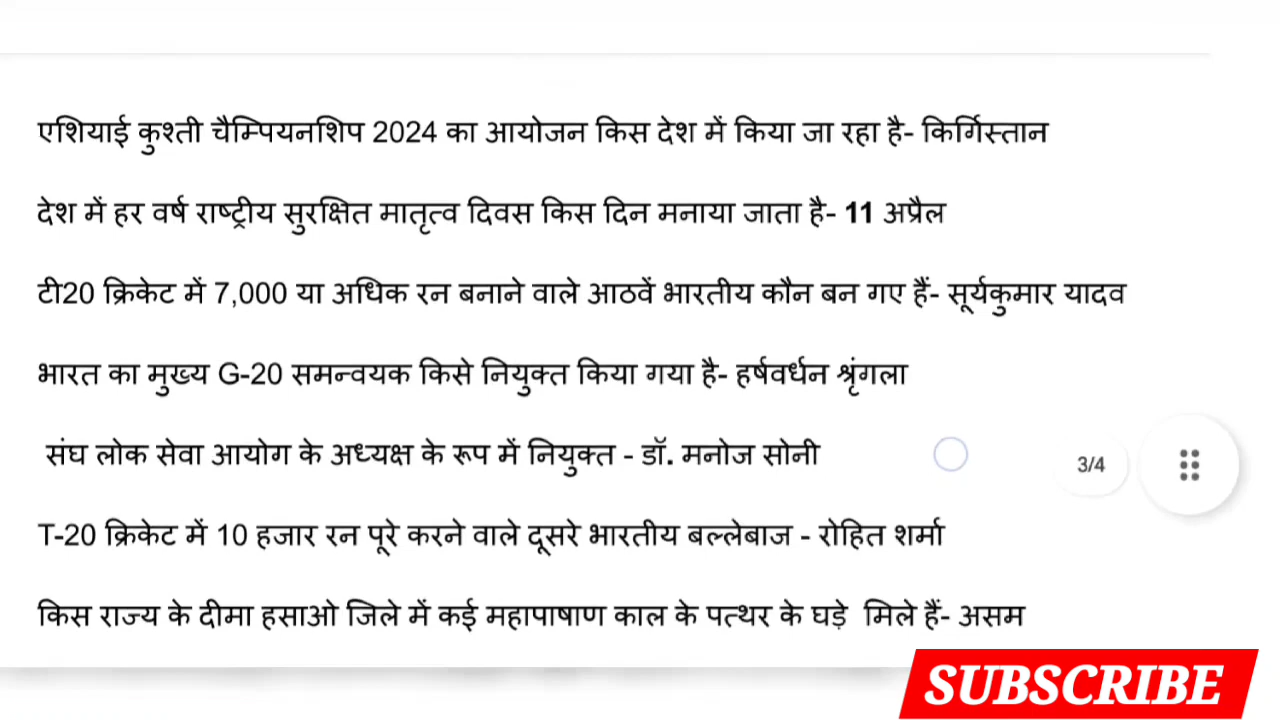 एशियाई कुश्ती चैम्पियनशिप 2024 का आयोजन किस देश में किया जा रहा है- किर्गिस्तान
देश में हर वर्ष राष्ट्रीय सुरक्षित मातृत्व दिवस किस दिन मनाया जाता है- 11 अप्रैल
टी20 क्रिकेट में 7,000 या अधिक रन बनाने वाले आठवें भारतीय कौन बन गए हैं- सूर्यकुमार यादव
भारत का मुख्य G-20 समन्वयक किसे नियुक्त किया गया है- हर्षवर्धन श्रृंगला
संघ लोक सेवा आयोग के अध्यक्ष के रूप में नियुक्त - डॉ. मनोज सोनी
3/4
T-20 क्रिकेट में 10 हजार रन पूरे करने वाले दूसरे भारतीय बल्लेबाज - रोहित शर्मा
किस राज्य के दीमा हसाओ जिले में कई महापाषाण काल के पत्थर के घड़े मिले हैं- असम
SUBSCRIBE